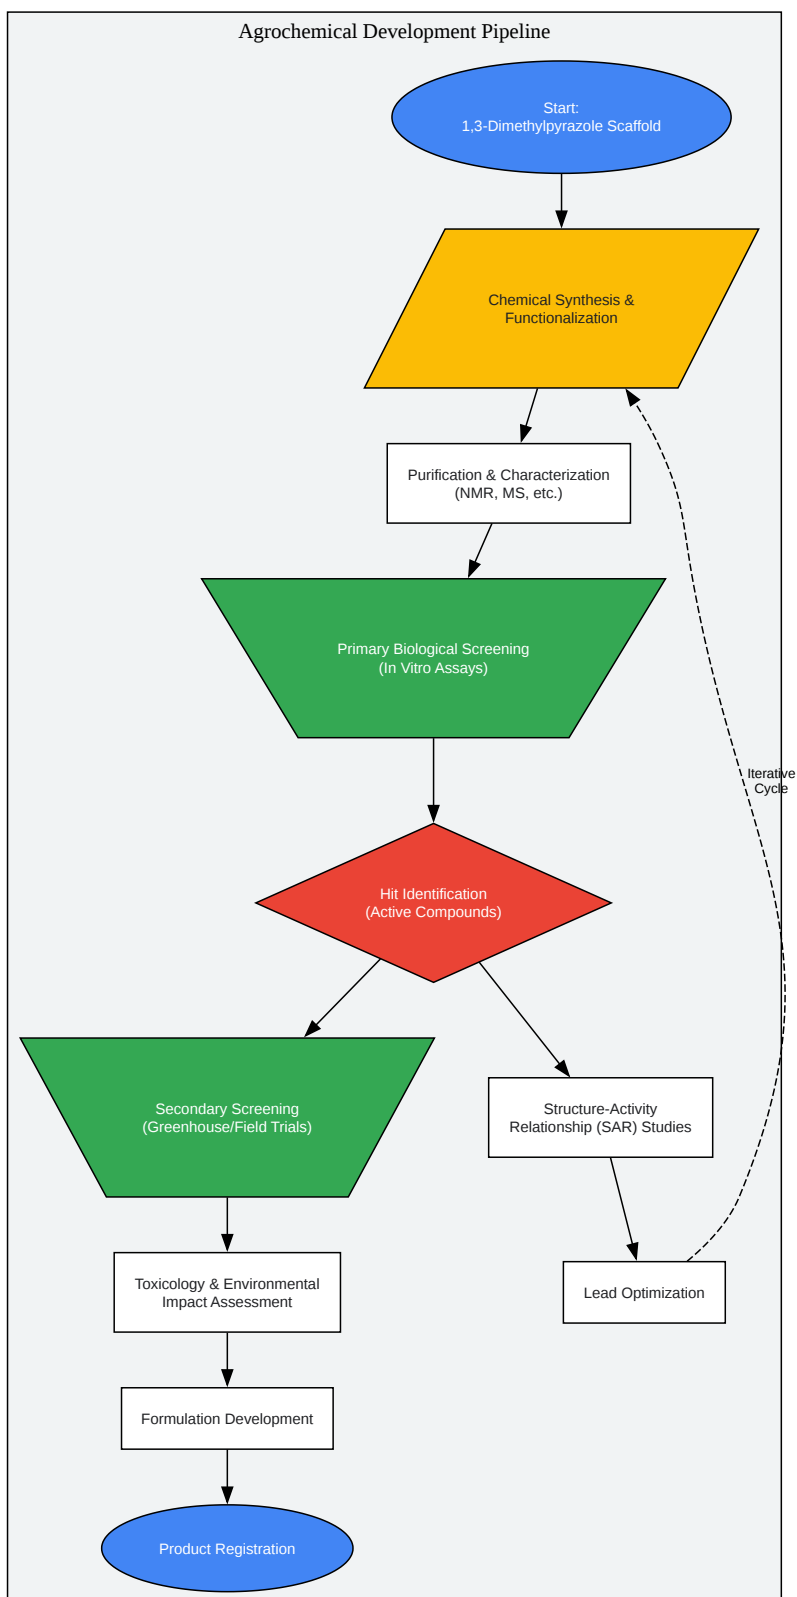 Agrochemical Development Pipeline
Start:
1,3-Dimethylpyrazole Scaffold
Chemical Synthesis &
Functionalization
Purification & Characterization
(NMR, MS, etc.)
Primary Biological Screening
(In Vitro Assays)
Iterative
Cycle
Hit Identification
(Active Compounds)
Secondary Screening
(Greenhouse/Field Trials)
Structure-Activity
Relationship (SAR) Studies
Toxicology & Environmental
Impact Assessment
Lead Optimization
Formulation Development
Product Registration